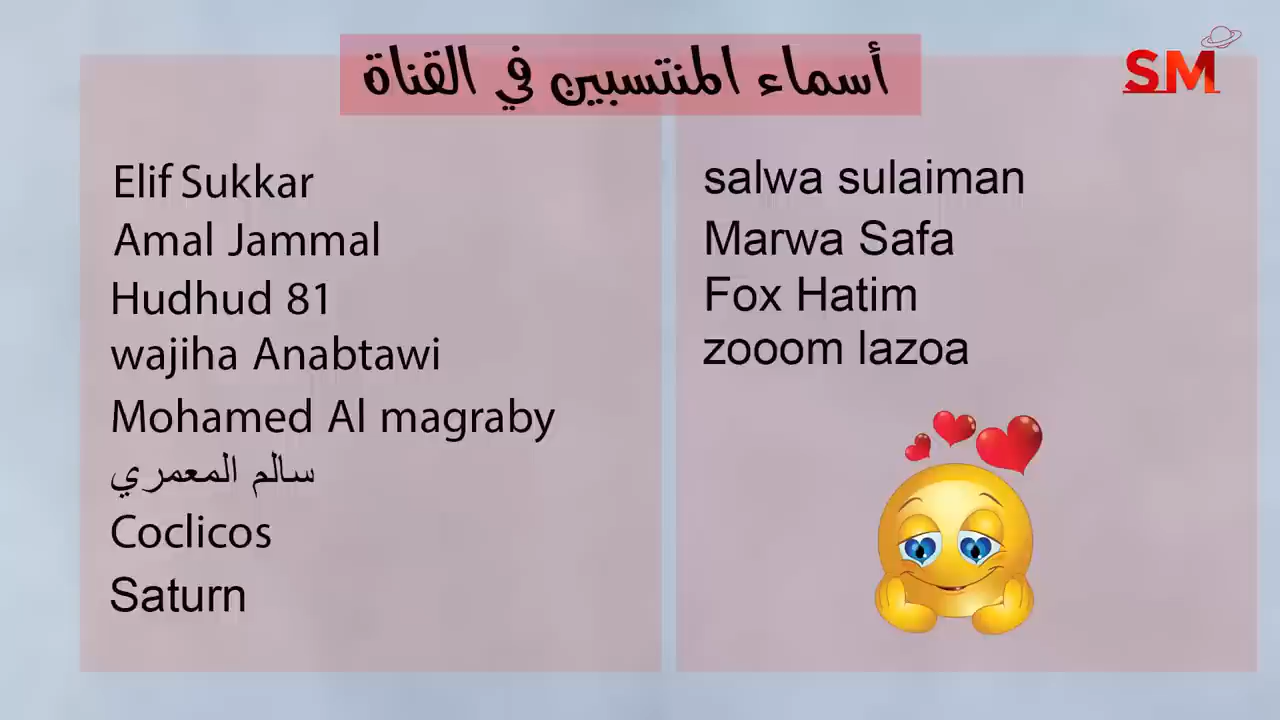 أسماء المنتسبين في القناة
SM
Elif Sukkar
Amal Jammal
Hudhud 81
wajiha Anabtawi
Mohamed Al magraby
سالم المعمري
Coclicos
Saturn
salwa sulaiman
Marwa Safa
Fox Hatim
zooom lazoa